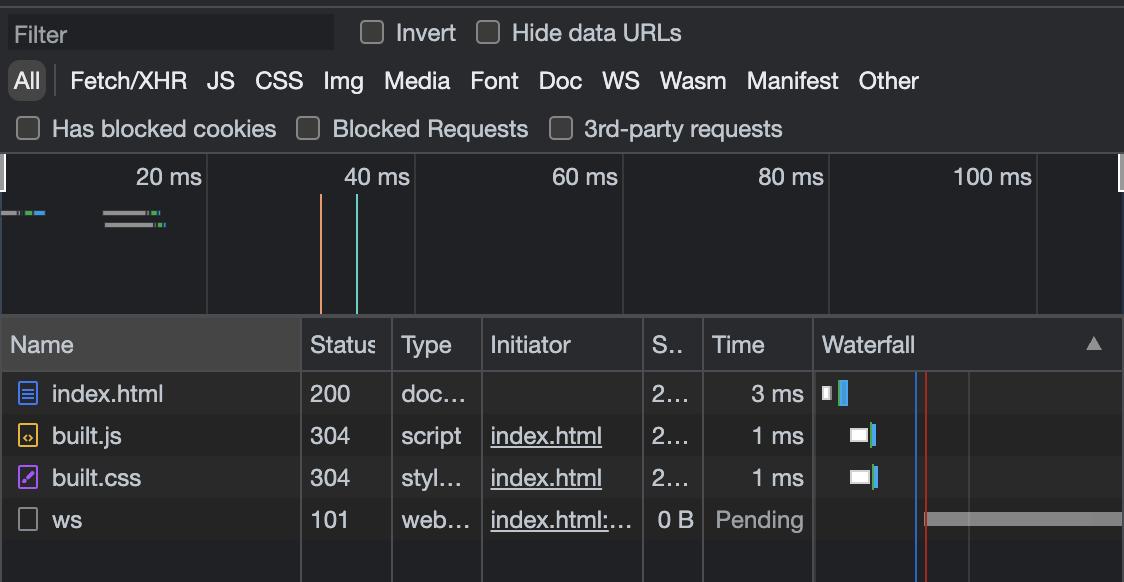 Filter Invert Hide data URLs
All Fetch/XHR JS CSS Img Media Font Doc WS Wasm Manifest Other
Has blocked cookies Blocked Requests 3rd-party requests
20 ms 40 ms 60 ms 80 ms 100 ms
Name Status Type Initiator S.. Time Waterfall
index.html 200 doc... 2... 3 ms
built.js 304 script index.html 2... 1 ms
built.css 304 styl... index.html 2... 1 ms
ws 101 web... index.html:... 0 B Pending